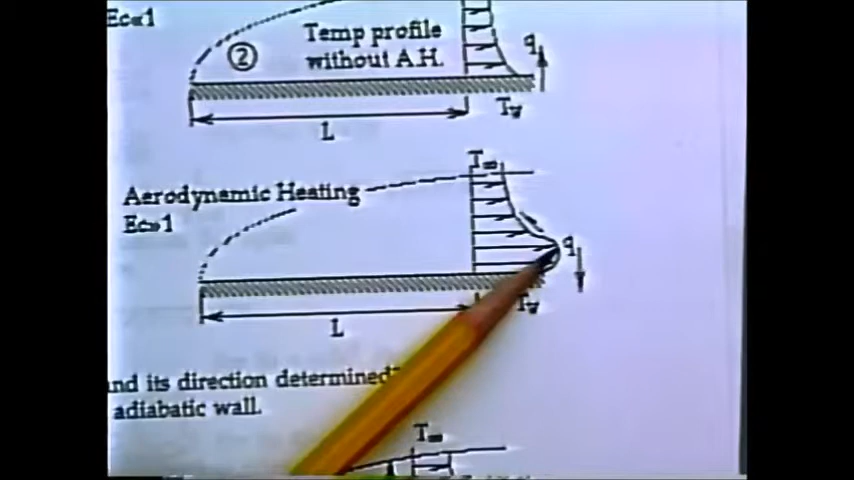 Ec«1
②
Temp profile
without A.H.
q
Tw
L
T∞
Aerodynamic Heating
Ec»1
q
Tw
L
and its direction determined
adiabatic wall.
T∞